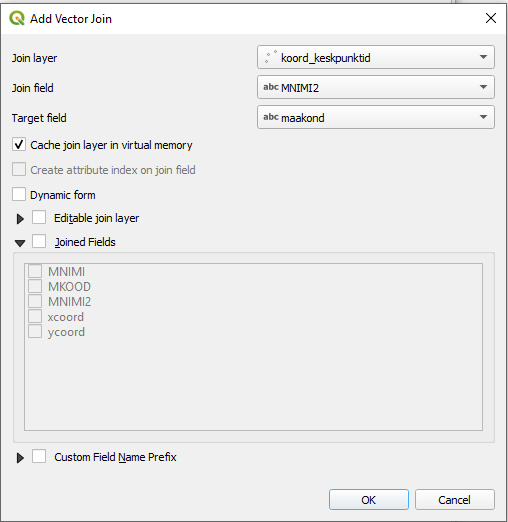 Add Vector Join
Join layer
koord_keskpunktid
Join field
abc MNIMI2
Target field
abc maakond
Cache join layer in virtual memory
Create attribute index on join field
Dynamic form
Editable join layer
Joined Fields
MNIMI
MKOOD
MNIMI2
xcoord
ycoord
Custom Field Name Prefix
OK
Cancel